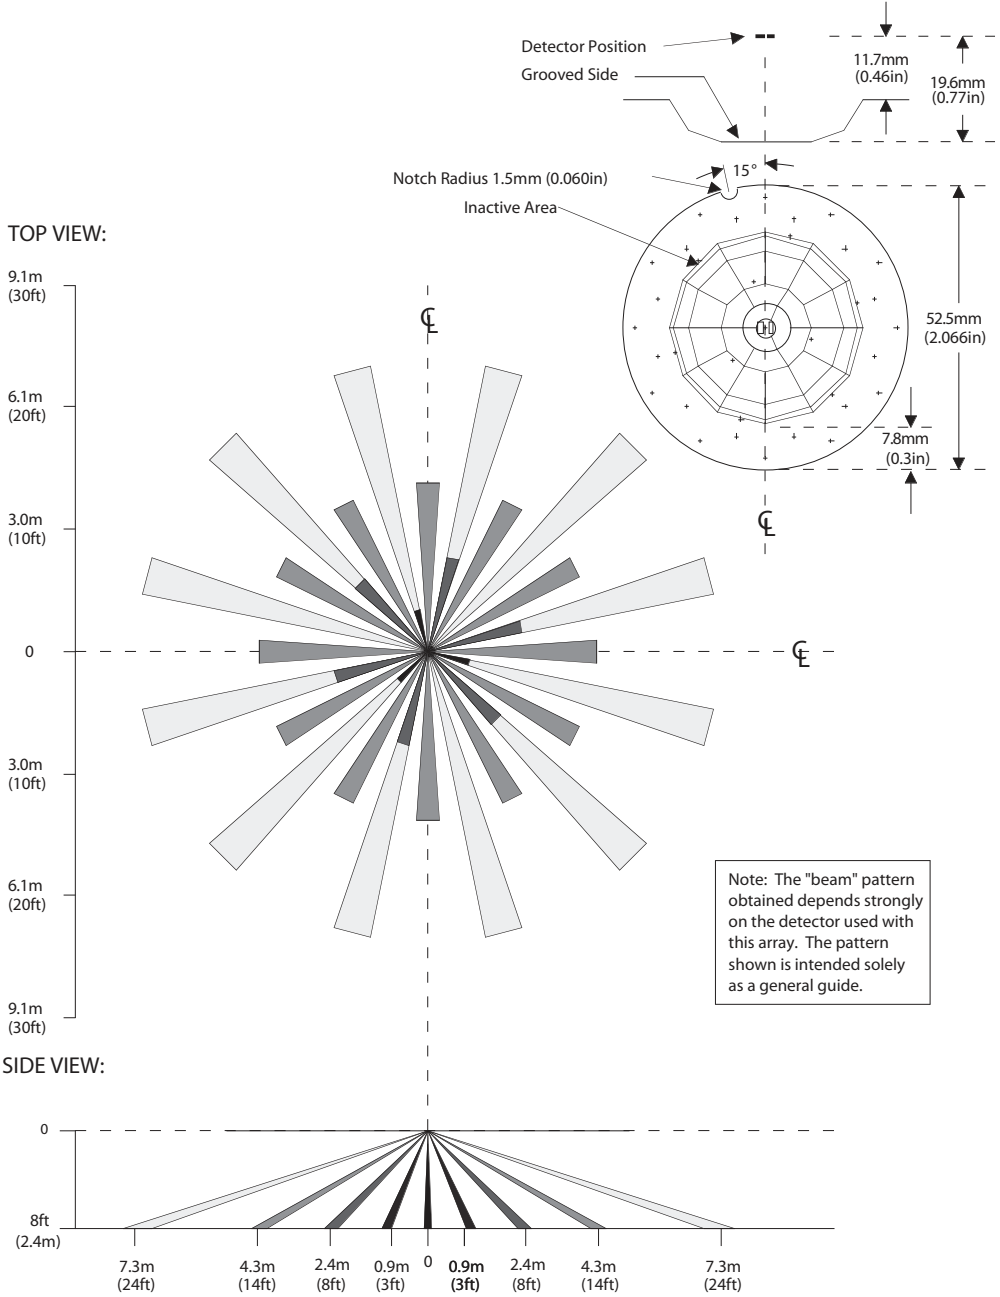 Detector Position
Grooved Side
11.7mm
(0.46in)
19.6mm
(0.77in)
15°
Notch Radius 1.5mm (0.060in)
Inactive Area
52.5mm
(2.066in)
7.8mm
(0.3in)
℄
TOP VIEW:
9.1m
(30ft)
℄
6.1m
(20ft)
3.0m
(10ft)
0
℄
3.0m
(10ft)
6.1m
(20ft)
9.1m
(30ft)
Note: The "beam" pattern
obtained depends strongly
on the detector used with
this array. The pattern
shown is intended solely
as a general guide.
SIDE VIEW:
0
8ft
(2.4m)
7.3m
(24ft)
4.3m
(14ft)
2.4m
(8ft)
0.9m
(3ft)
0
0.9m
(3ft)
2.4m
(8ft)
4.3m
(14ft)
7.3m
(24ft)